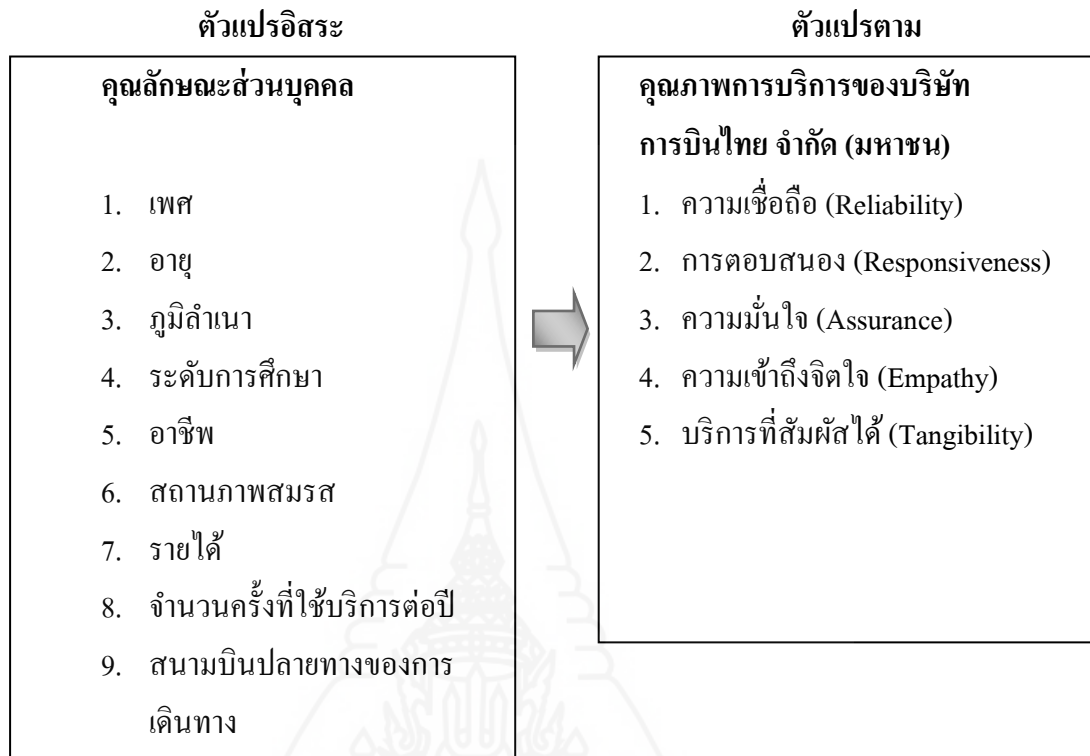 ตัวแปรอิสระ
คุณลักษณะส่วนบุคคล
1. เพศ
2. อายุ
3. ภูมิลำเนา
4. ระดับการศึกษา
5. อาชีพ
6. สถานภาพสมรส
7. รายได้
8. จำนวนครั้งที่ใช้บริการต่อปี
9. สนามบินปลายทางของการ
เดินทาง
ตัวแปรตาม
คุณภาพการบริการของบริษัท
การบินไทย จำกัด (มหาชน)
1. ความเชื่อถือ (Reliability)
2. การตอบสนอง (Responsiveness)
3. ความมั่นใจ (Assurance)
4. ความเข้าถึงจิตใจ (Empathy)
5. บริการที่สัมผัสได้ (Tangibility)